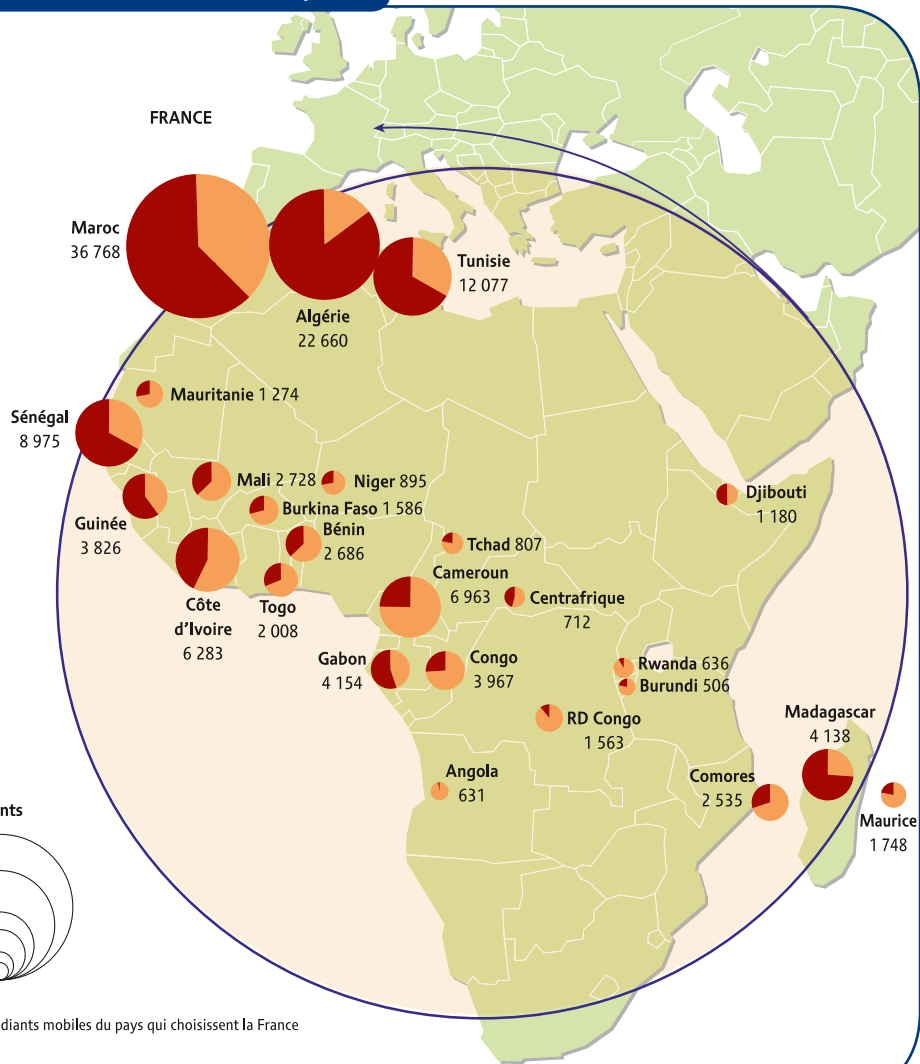 FRANCE
Maroc
36 768
Algérie
22 660
Tunisie
12 077
Mauritanie 1 274
Sénégal
8 975
Mali 2 728
Niger 895
Burkina Faso 1 586
Guinée
3 826
Bénin
2 686
Djibouti
1 180
Tchad 807
Cameroun
6 963
Centrafrique
712
Côte
d'Ivoire
6 283
Togo
2 008
Gabon
4 154
Congo
3 967
Rwanda 636
Burundi 506
RD Congo
1 563
Madagascar
4 138
Angola
631
Comores
2 535
Maurice
1 748
nts
diants mobiles du pays qui choisissent la France